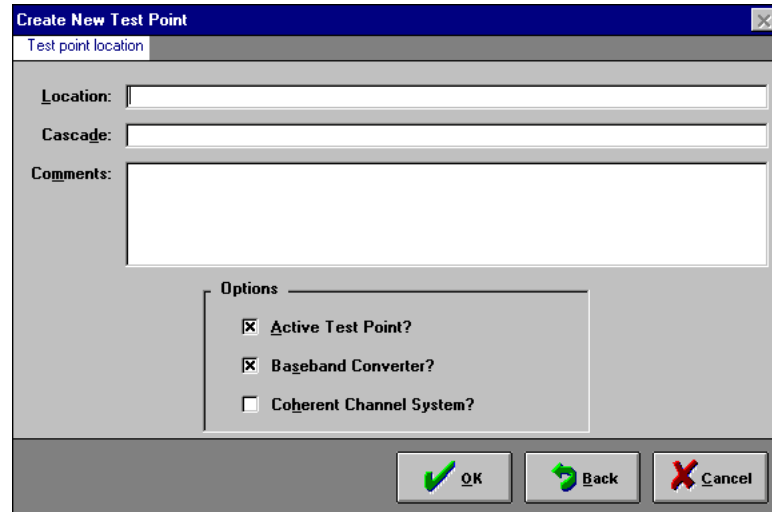 Create New Test Point
Test point location
Location:
Cascade:
Comments:
Options
Active Test Point?
Baseband Converter?
Coherent Channel System?
OK
Back
Cancel